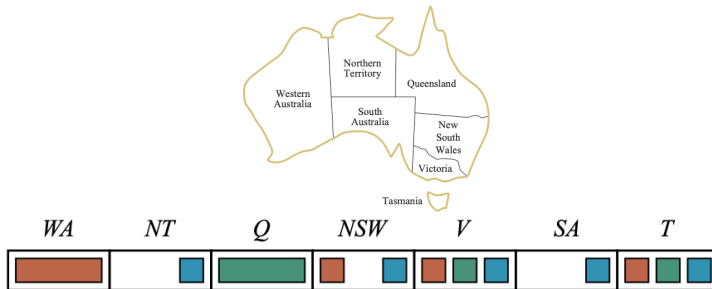 Northern
Territory
Western
Australia
Queensland
South
Australia
New
South
Wales
Victoria
Tasmania
WA NT Q NSW V SA T